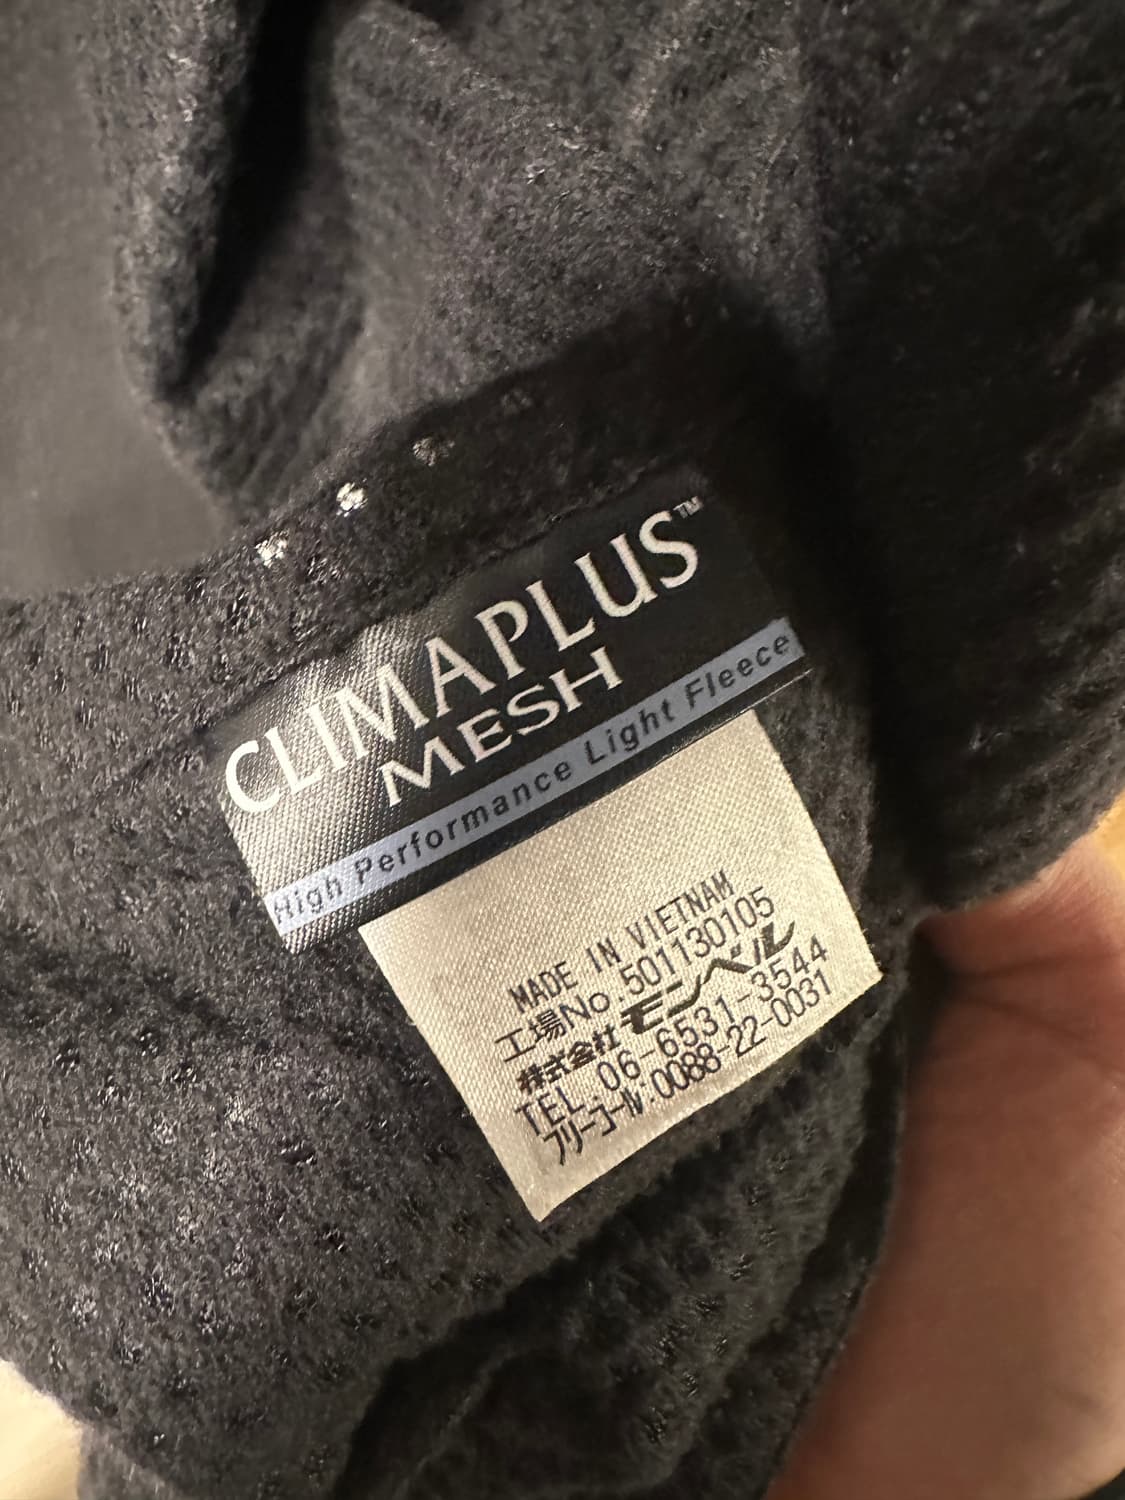 CLIMAPLUS™
MESH
High Performance Light Fleece
MADE IN VIETNAM
工場No.501130105
株式会社モンベル
TEL.06-6531-3544
フリーコール:0088-22-0031